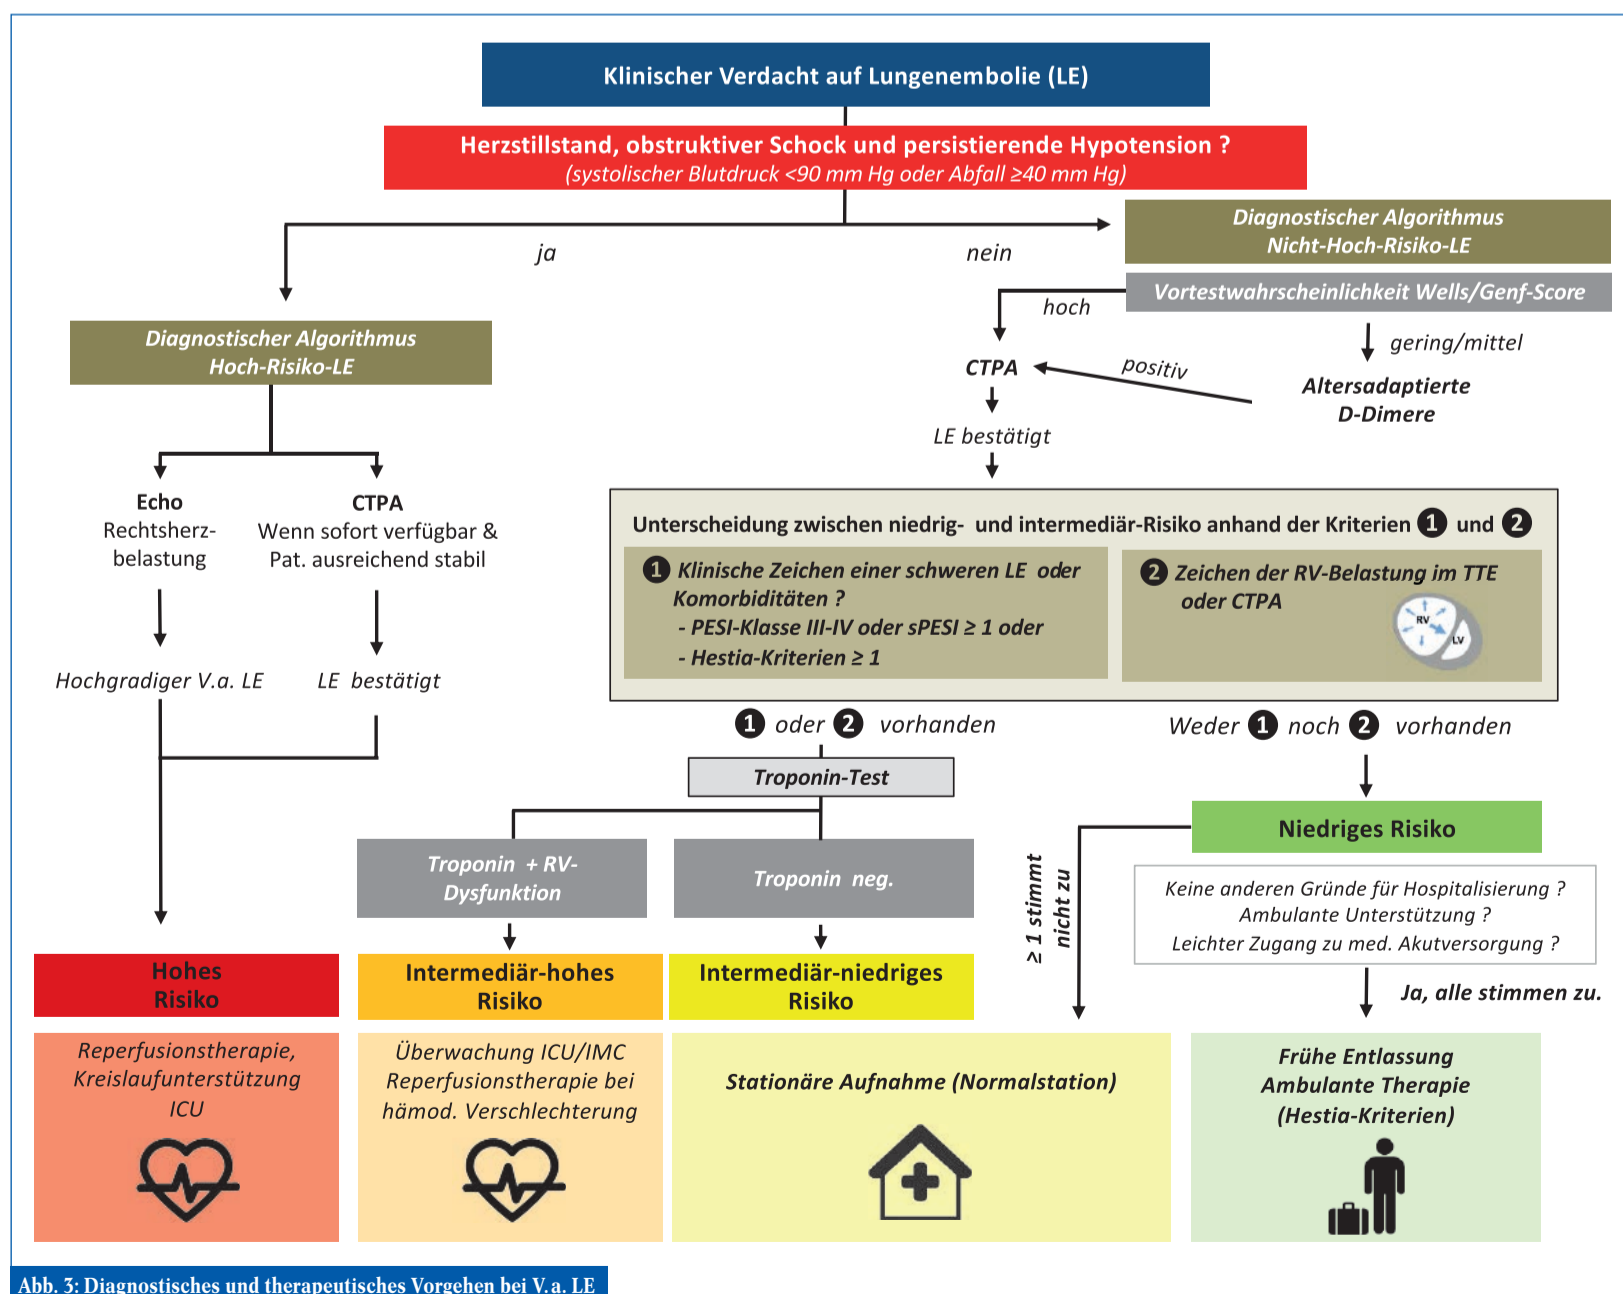 Klinischer Verdacht auf Lungenembolie (LE)
Herzstillstand, obstruktiver Schock und persistierende Hypotension ?
(systolischer Blutdruck <90 mm Hg oder Abfall ≥40 mm Hg)
ja
nein
Diagnostischer Algorithmus
Nicht-Hoch-Risiko-LE
Vortestwahrscheinlichkeit Wells/Genf-Score
hoch
gering/mittel
Diagnostischer Algorithmus
Hoch-Risiko-LE
CTPA
positiv
Altersadaptierte
D-Dimere
LE bestätigt
Echo
Rechtsherz-
belastung
CTPA
Wenn sofort verfügbar &
Pat. ausreichend stabil
Hochgradiger V.a. LE
LE bestätigt
Unterscheidung zwischen niedrig- und intermediär-Risiko anhand der Kriterien 1 und 2
1 Klinische Zeichen einer schweren LE oder
Komorbiditäten ?
- PESI-Klasse III-IV oder sPESI ≥ 1 oder
- Hestia-Kriterien ≥ 1
2 Zeichen der RV-Belastung im TTE
oder CTPA
RV
LV
1 oder 2 vorhanden
Weder 1 noch 2 vorhanden
Troponin-Test
Troponin + RV-
Dysfunktion
Troponin neg.
≥ 1 stimmt
nicht zu
Niedriges Risiko
Keine anderen Gründe für Hospitalisierung ?
Ambulante Unterstützung ?
Leichter Zugang zu med. Akutversorgung ?
Ja, alle stimmen zu.
Hohes
Risiko
Intermediär-hohes
Risiko
Intermediär-niedriges
Risiko
Reperfusionstherapie,
Kreislaufunterstützung
ICU
Überwachung ICU/IMC
Reperfusionstherapie bei
hämod. Verschlechterung
Stationäre Aufnahme (Normalstation)
Frühe Entlassung
Ambulante Therapie
(Hestia-Kriterien)
Abb. 3: Diagnostisches und therapeutisches Vorgehen bei V. a. LE